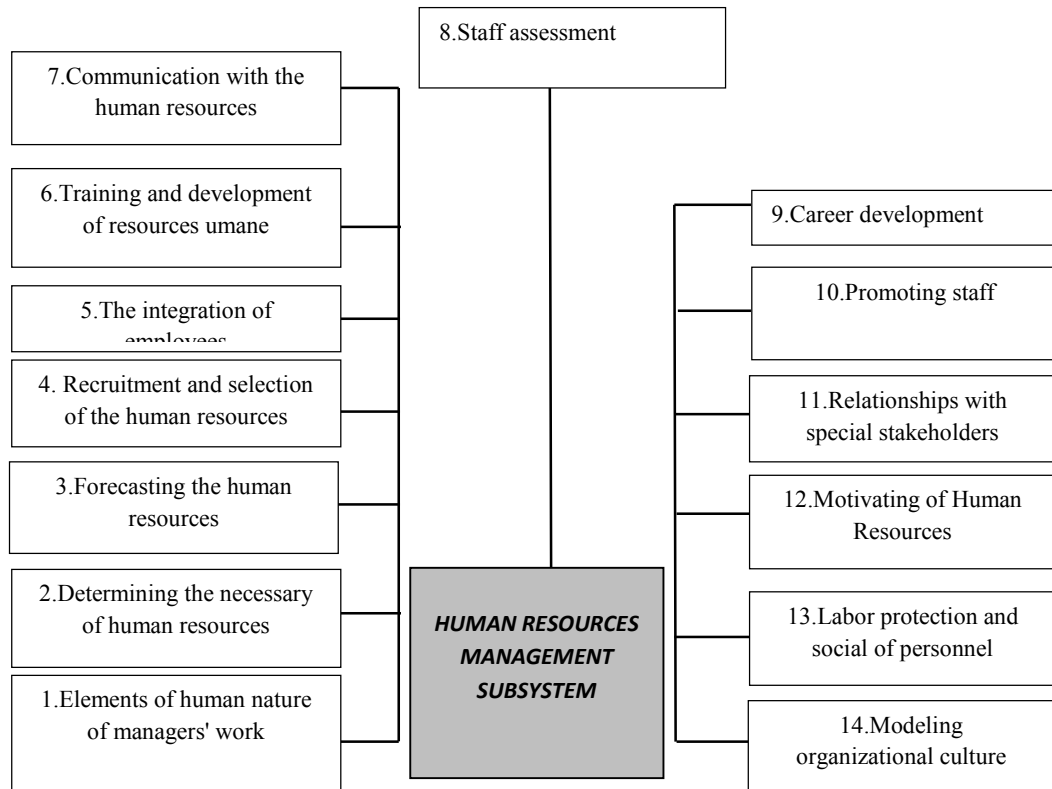 8.Staff assessment
7.Communication with the
human resources
6.Training and development
of resources umane
5.The integration of
employees
4. Recruitment and selection
of the human resources
3.Forecasting the human
resources
2.Determining the necessary
of human resources
1.Elements of human nature
of managers' work
HUMAN RESOURCES
MANAGEMENT
SUBSYSTEM
9.Career development
10.Promoting staff
11.Relationships with
special stakeholders
12.Motivating of Human
Resources
13.Labor protection and
social of personnel
14.Modeling
organizational culture